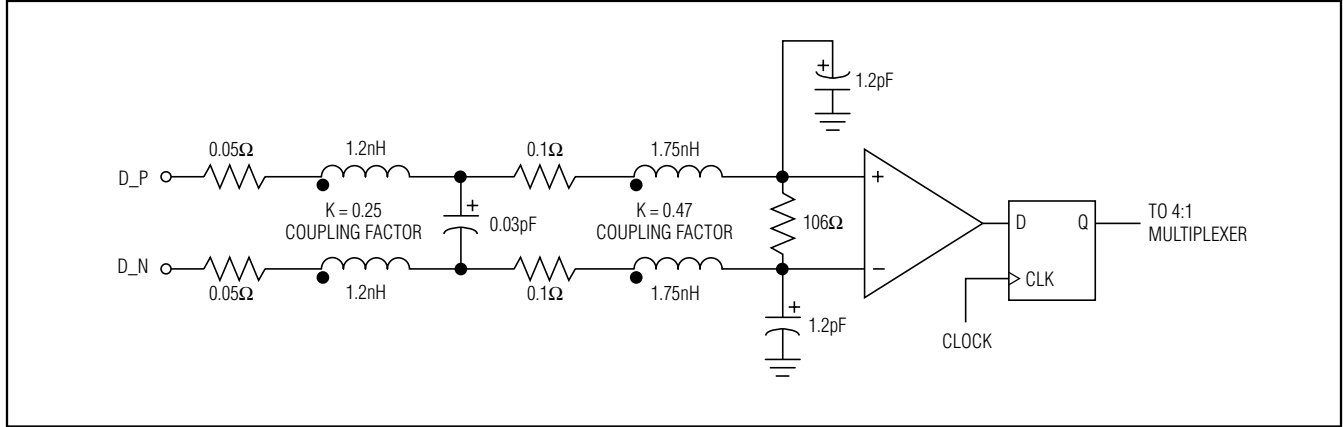 1.2pF
0.05Ω
1.2nH
0.1Ω
1.75nH
D_P
+
K = 0.25
COUPLING FACTOR
+
0.03pF
K = 0.47
COUPLING FACTOR
106Ω
+
D
Q
TO 4:1
MULTIPLEXER
D_N
–
CLK
0.05Ω
1.2nH
0.1Ω
1.75nH
+
1.2pF
CLOCK